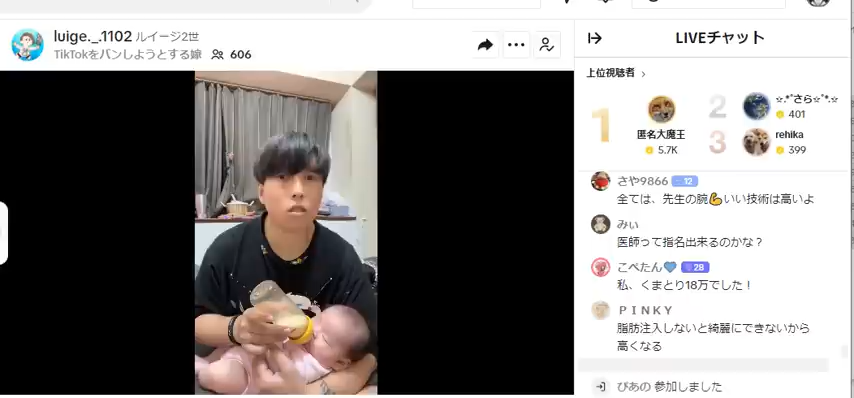 luige._.1102 ルイージ2世
TikTokをバンしようとする嫁 606
LIVEチャット
上位視聴者
1
匿名大魔王
5.7K
2
☆.*ﾟさら☆ﾟ*.☆
401
3
rehika
399
さや9866 12
全ては、先生の腕💪いい技術は高いよ
みぃ
医師って指名出来るのかな？
こぺたん🩵 28
私、くまとり18万でした！
ＰＩＮＫＹ
脂肪注入しないと綺麗にできないから
高くなる
ぴあの 参加しました